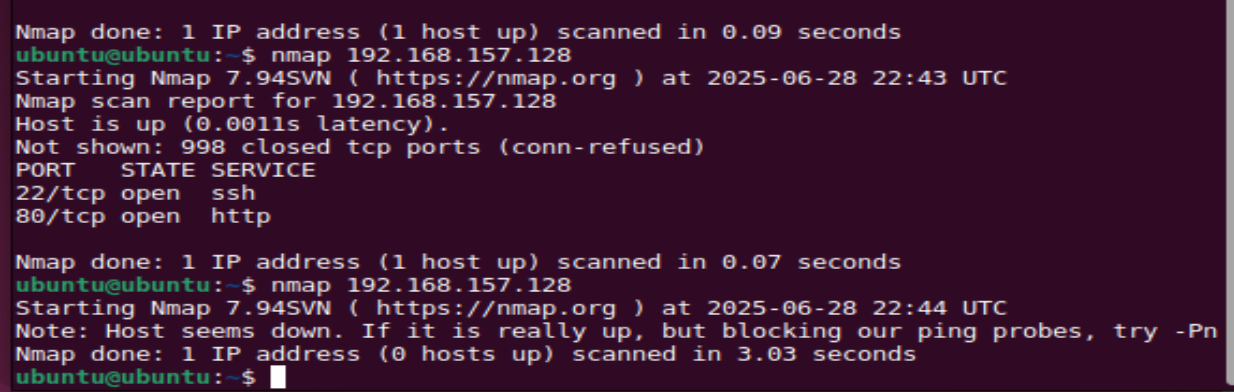 Nmap done: 1 IP address (1 host up) scanned in 0.09 seconds
ubuntu@ubuntu:~$ nmap 192.168.157.128
Starting Nmap 7.94SVN ( https://nmap.org ) at 2025-06-28 22:43 UTC
Nmap scan report for 192.168.157.128
Host is up (0.0011s latency).
Not shown: 998 closed tcp ports (conn-refused)
PORT   STATE SERVICE
22/tcp open  ssh
80/tcp open  http
Nmap done: 1 IP address (1 host up) scanned in 0.07 seconds
ubuntu@ubuntu:~$ nmap 192.168.157.128
Starting Nmap 7.94SVN ( https://nmap.org ) at 2025-06-28 22:44 UTC
Note: Host seems down. If it is really up, but blocking our ping probes, try -Pn
Nmap done: 1 IP address (0 hosts up) scanned in 3.03 seconds
ubuntu@ubuntu:~$